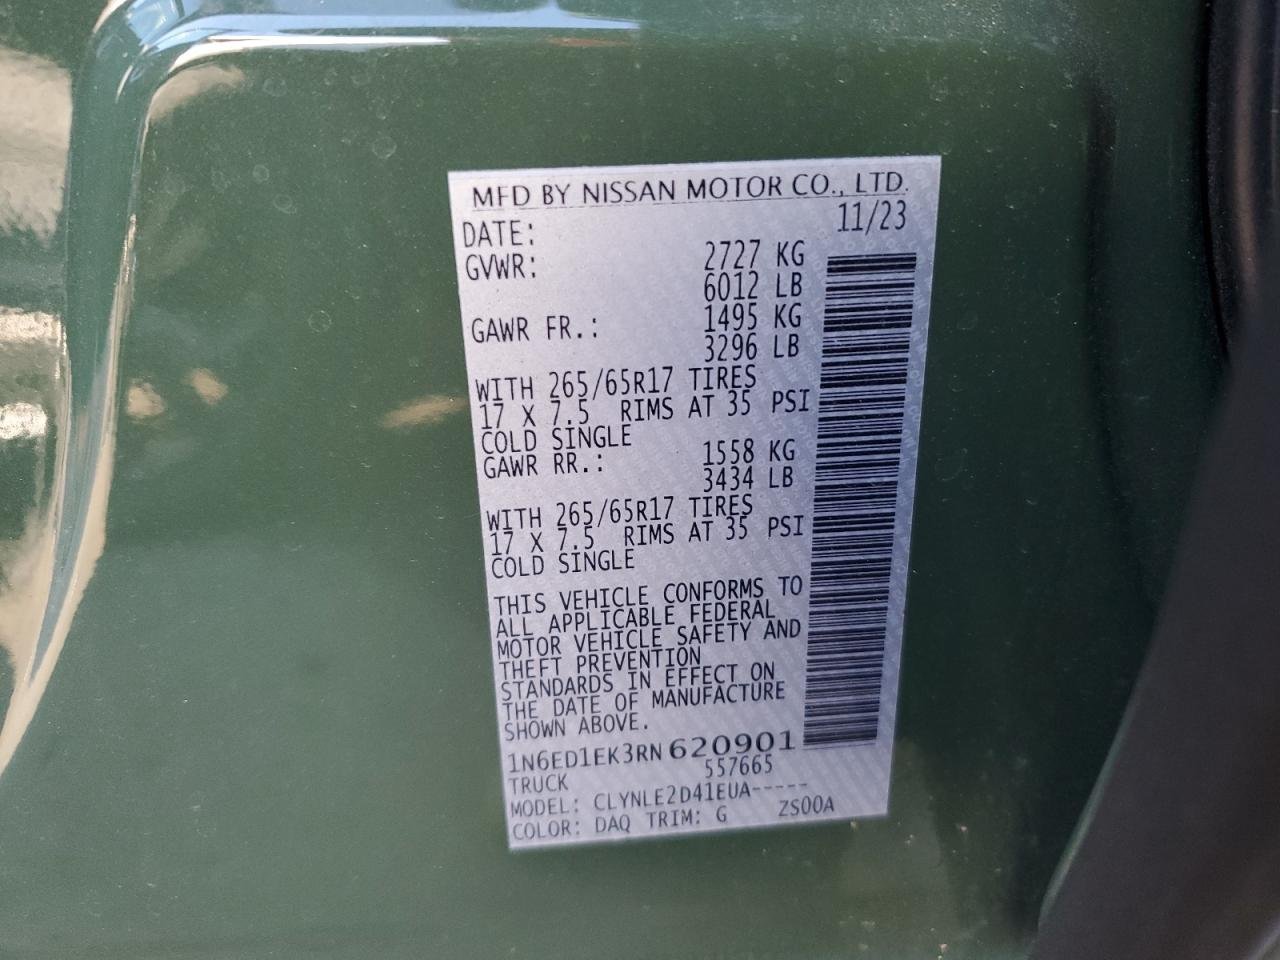 MFD BY NISSAN MOTOR CO., LTD.
DATE: 11/23
GVWR: 2727 KG
6012 LB
GAWR FR.: 1495 KG
3296 LB
WITH 265/65R17 TIRES
17 X 7.5 RIMS AT 35 PSI
COLD SINGLE
GAWR RR.: 1558 KG
3434 LB
WITH 265/65R17 TIRES
17 X 7.5 RIMS AT 35 PSI
COLD SINGLE
THIS VEHICLE CONFORMS TO
ALL APPLICABLE FEDERAL
MOTOR VEHICLE SAFETY AND
THEFT PREVENTION
STANDARDS IN EFFECT ON
THE DATE OF MANUFACTURE
SHOWN ABOVE.
1N6ED1EK3RN620901
TRUCK 557665
MODEL: CLYNLE2D41EUA-----
COLOR: DAQ TRIM: G ZS00A